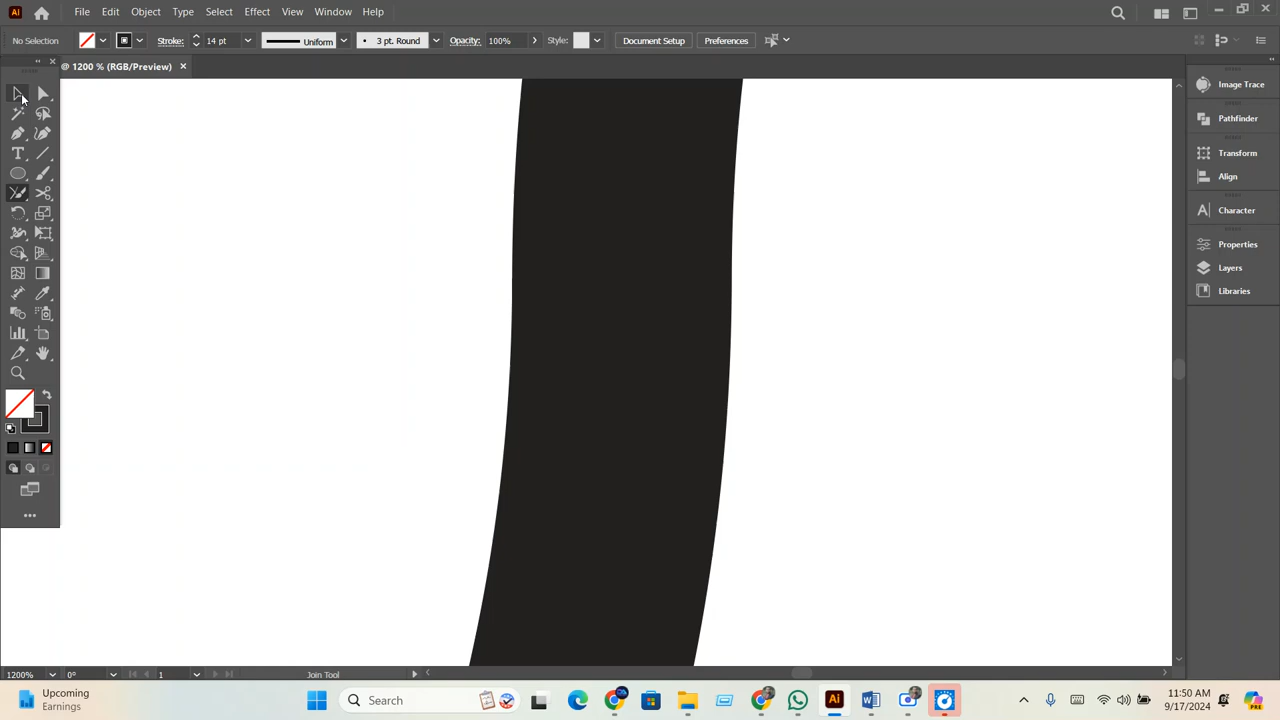 Ai File Edit Object Type Select Effect View Window Help
No Selection Stroke: 14 pt Uniform 3 pt. Round Opacity: 100% Style: Document Setup Preferences
@ 1200 % (RGB/Preview) ×
Image Trace
Pathfinder
Transform
Align
Character
Properties
Layers
Libraries
1200% 0° 1 Join Tool
Upcoming
Earnings
Search
Ai
11:50 AM
9/17/2024
PRE